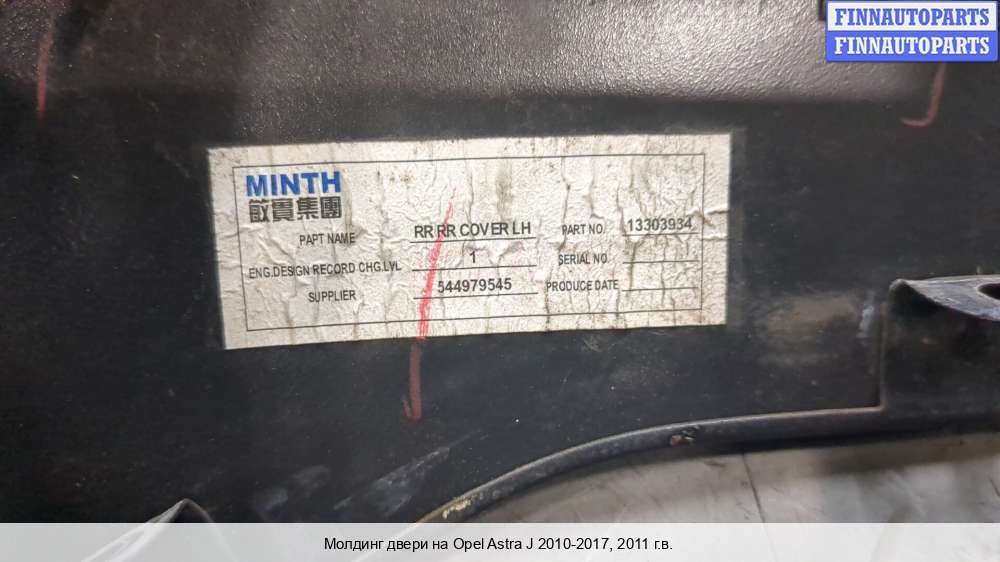 FINNAUTOPARTS
FINNAUTOPARTS
MINTH
敏實集團
PAPT NAME RR RR COVER LH PART NO. 13303934
ENG.DESIGN RECORD CHG.LVL 1 SERIAL NO
SUPPLIER 544979545 PRODUCE DATE
Молдинг двери на Opel Astra J 2010-2017, 2011 г.в.